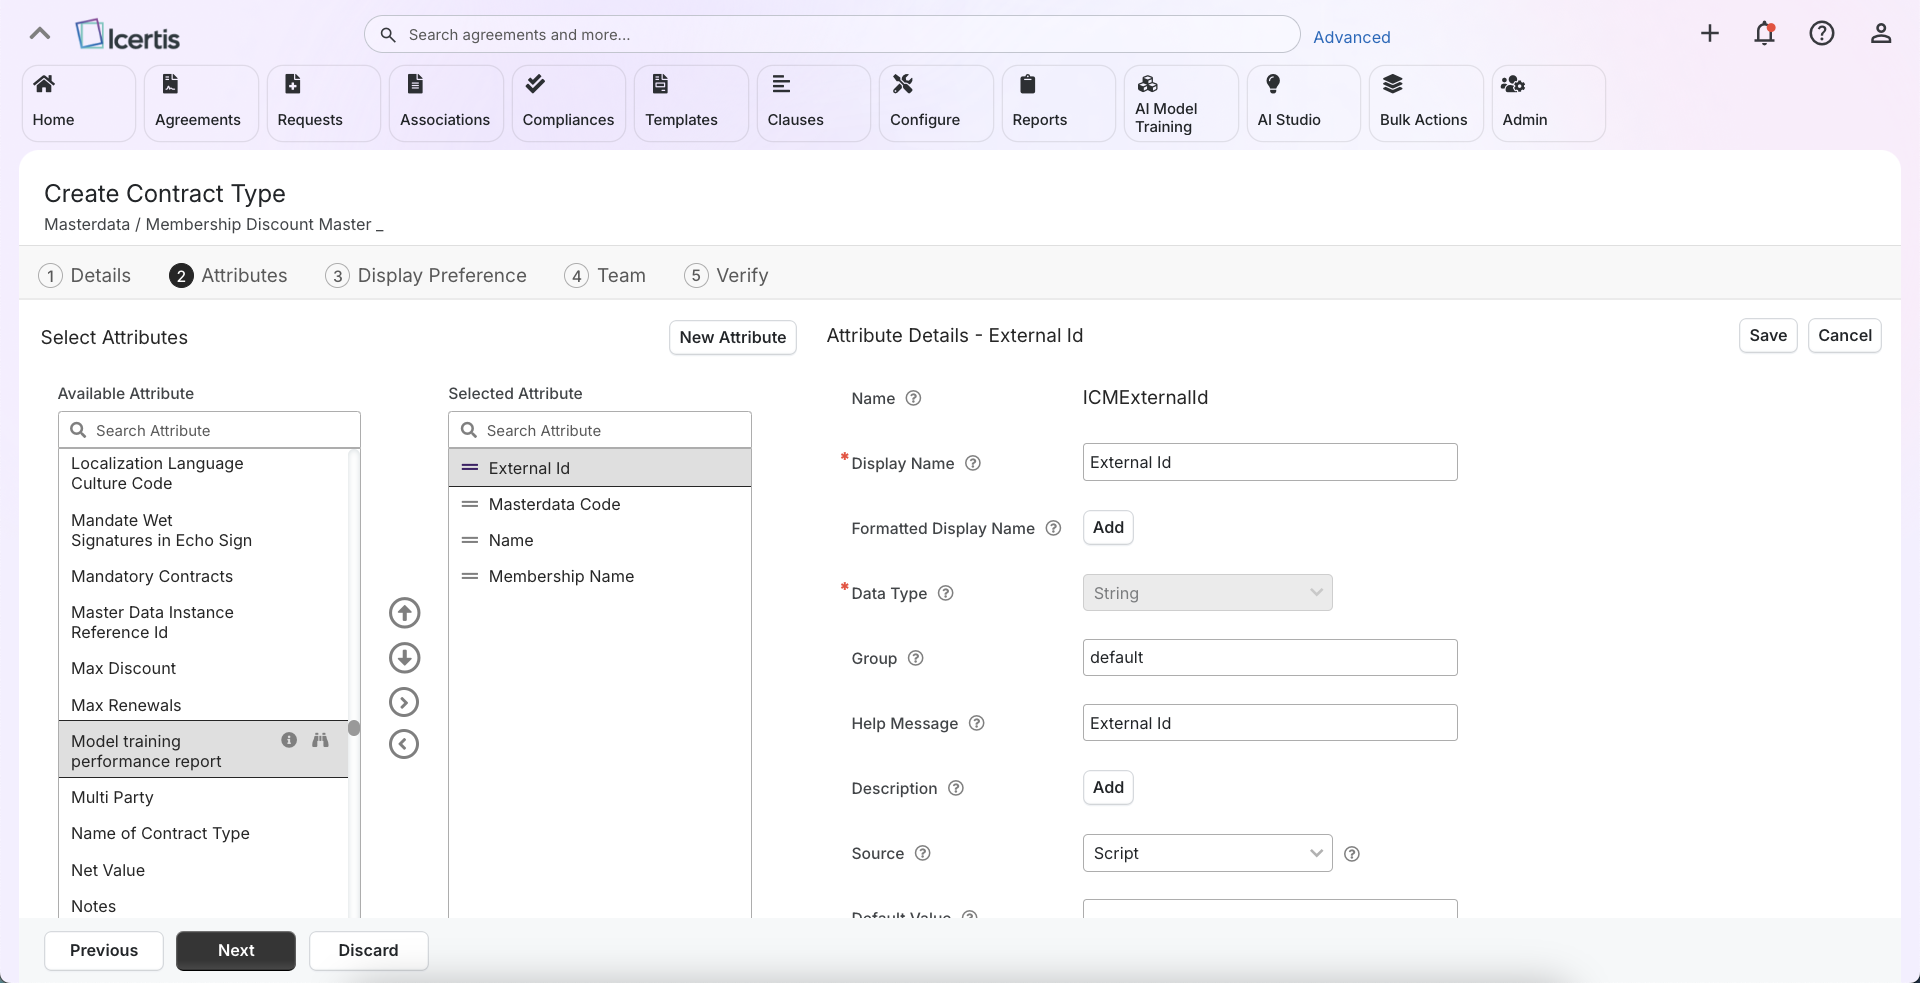 Icertis
Search agreements and more...
Advanced
Home
Agreements
Requests
Associations
Compliances
Templates
Clauses
Configure
Reports
AI Model
Training
AI Studio
Bulk Actions
Admin
Create Contract Type
Masterdata / Membership Discount Master _
1 Details
2 Attributes
3 Display Preference
4 Team
5 Verify
Select Attributes
New Attribute
Available Attribute
Search Attribute
Localization Language
Culture Code
Mandate Wet
Signatures in Echo Sign
Mandatory Contracts
Master Data Instance
Reference Id
Max Discount
Max Renewals
Model training
performance report
Multi Party
Name of Contract Type
Net Value
Notes
Selected Attribute
Search Attribute
External Id
Masterdata Code
Name
Membership Name
Attribute Details - External Id
Save
Cancel
Name
ICMExternalId
* Display Name
External Id
Formatted Display Name
Add
* Data Type
String
Group
default
Help Message
External Id
Description
Add
Source
Script
Default Value
Previous
Next
Discard